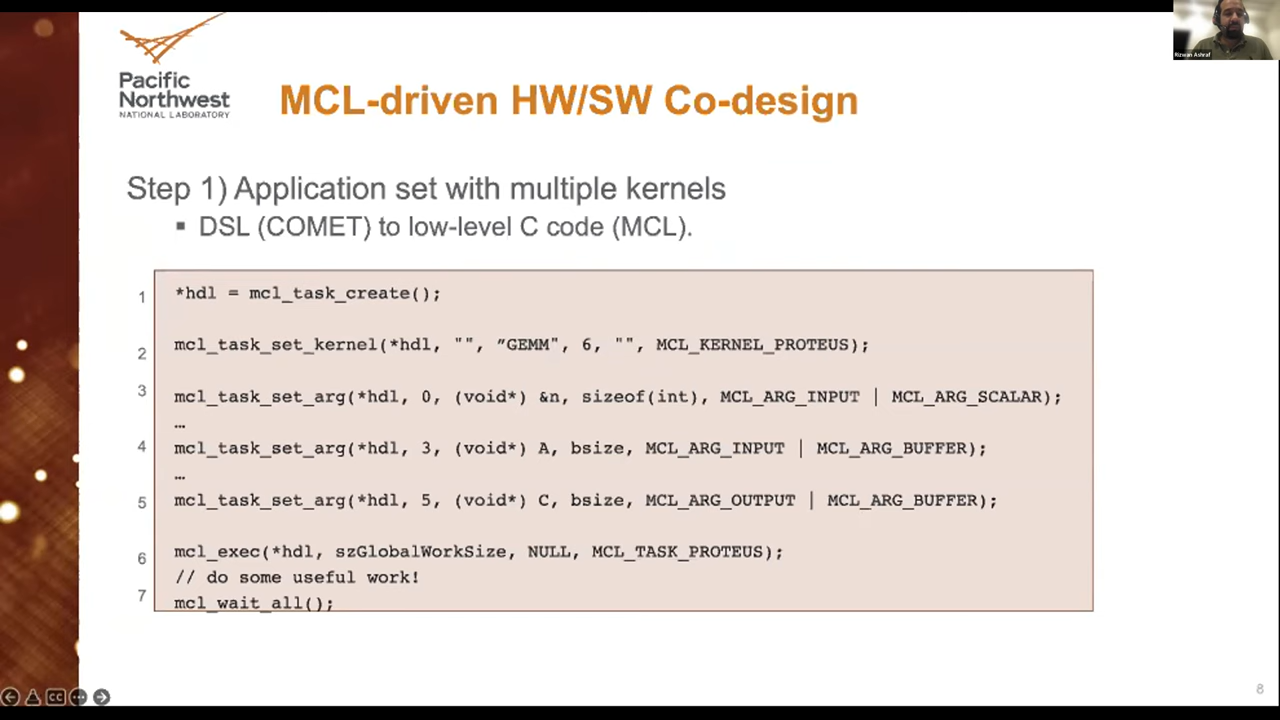 Pacific
Northwest
NATIONAL LABORATORY
MCL-driven HW/SW Co-design
Rizwan Ashraf
Step 1) Application set with multiple kernels
▪ DSL (COMET) to low-level C code (MCL).
1 *hdl = mcl_task_create();
2 mcl_task_set_kernel(*hdl, "", ”GEMM", 6, "", MCL_KERNEL_PROTEUS);
3 mcl_task_set_arg(*hdl, 0, (void*) &n, sizeof(int), MCL_ARG_INPUT | MCL_ARG_SCALAR);
…
4 mcl_task_set_arg(*hdl, 3, (void*) A, bsize, MCL_ARG_INPUT | MCL_ARG_BUFFER);
…
5 mcl_task_set_arg(*hdl, 5, (void*) C, bsize, MCL_ARG_OUTPUT | MCL_ARG_BUFFER);
6 mcl_exec(*hdl, szGlobalWorkSize, NULL, MCL_TASK_PROTEUS);
// do some useful work!
7 mcl_wait_all();
CC
8